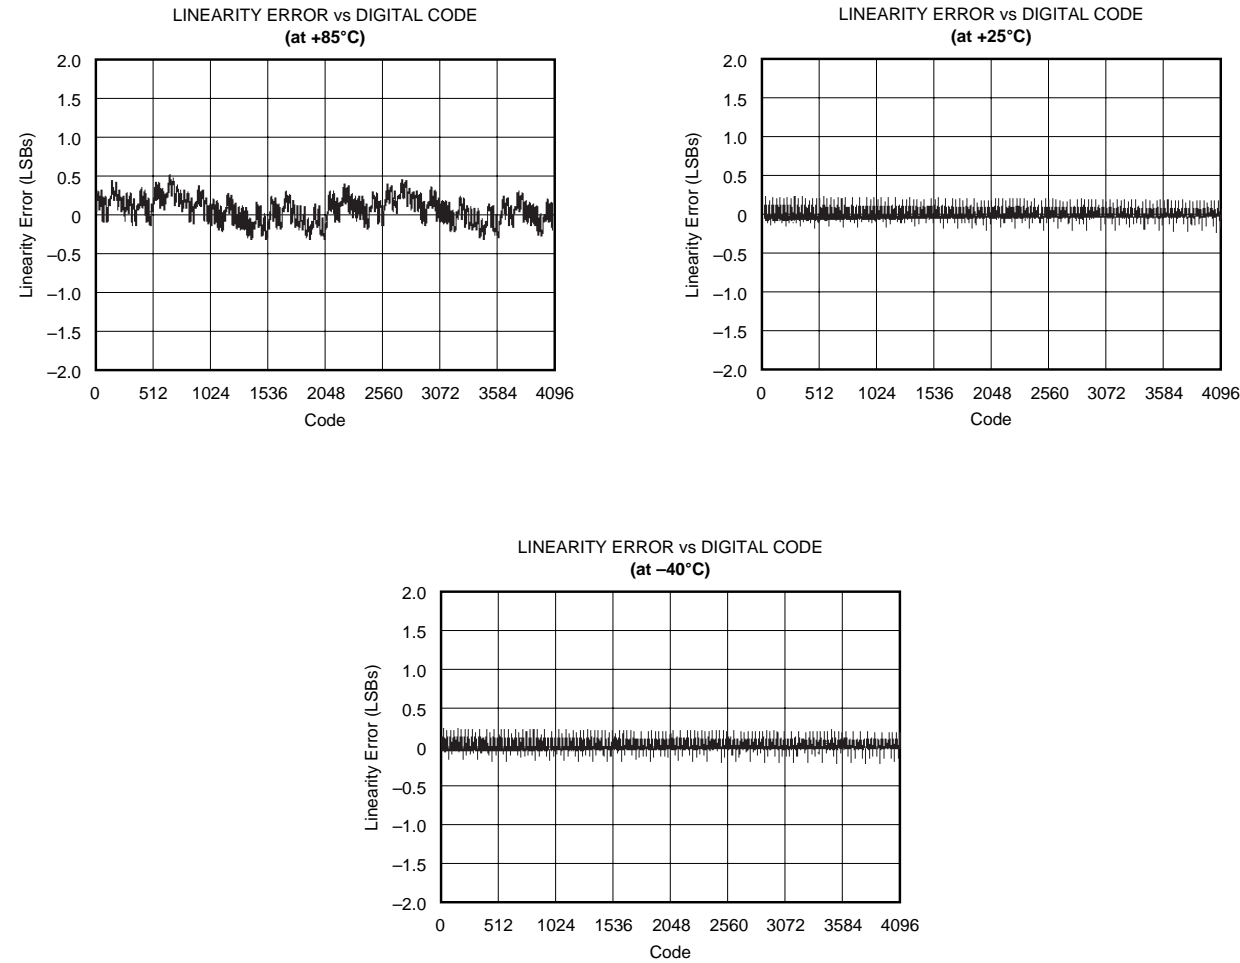 LINEARITY ERROR vs DIGITAL CODE
(at +85°C)
Linearity Error (LSBs)
2.0
1.5
1.0
0.5
0
–0.5
–1.0
–1.5
–2.0
0 512 1024 1536 2048 2560 3072 3584 4096
Code
LINEARITY ERROR vs DIGITAL CODE
(at +25°C)
Linearity Error (LSBs)
2.0
1.5
1.0
0.5
0
–0.5
–1.0
–1.5
–2.0
0 512 1024 1536 2048 2560 3072 3584 4096
Code
LINEARITY ERROR vs DIGITAL CODE
(at –40°C)
Linearity Error (LSBs)
2.0
1.5
1.0
0.5
0
–0.5
–1.0
–1.5
–2.0
0 512 1024 1536 2048 2560 3072 3584 4096
Code